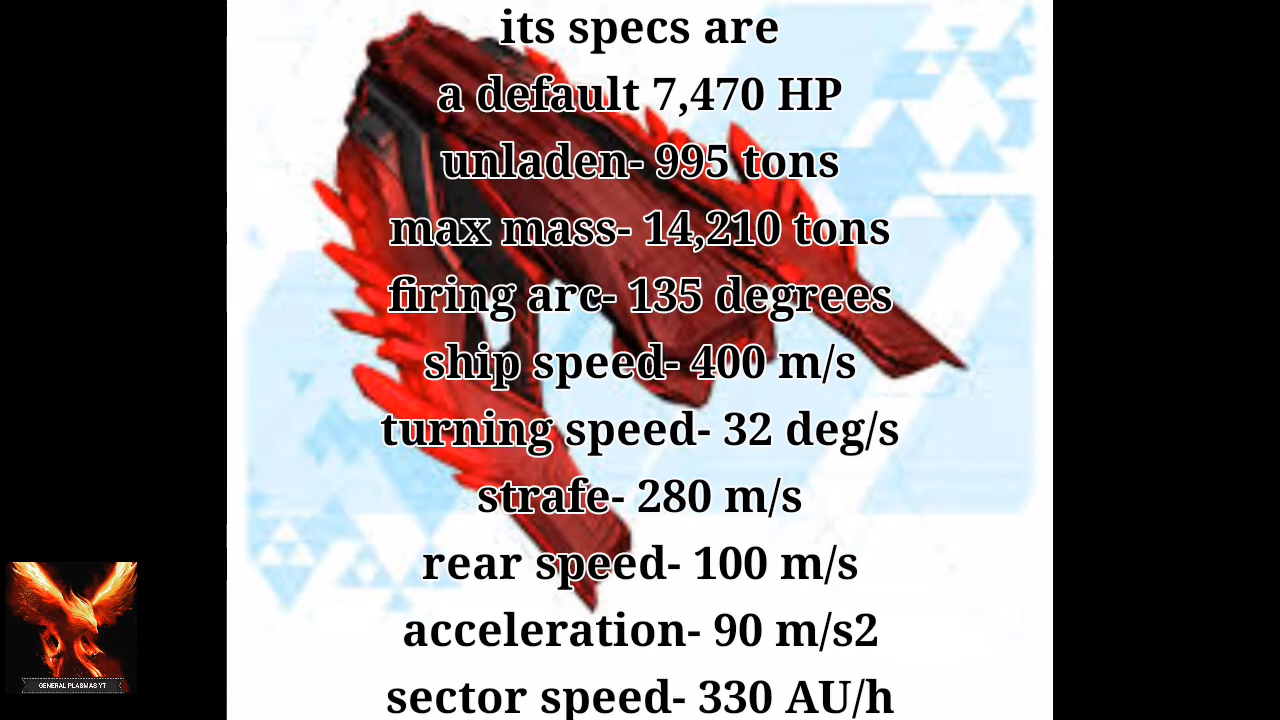 its specs are
a default 7,470 HP
unladen- 995 tons
max mass- 14,210 tons
firing arc- 135 degrees
ship speed- 400 m/s
turning speed- 32 deg/s
strafe- 280 m/s
rear speed- 100 m/s
acceleration- 90 m/s2
sector speed- 330 AU/h
GENERAL PLASMAS YT